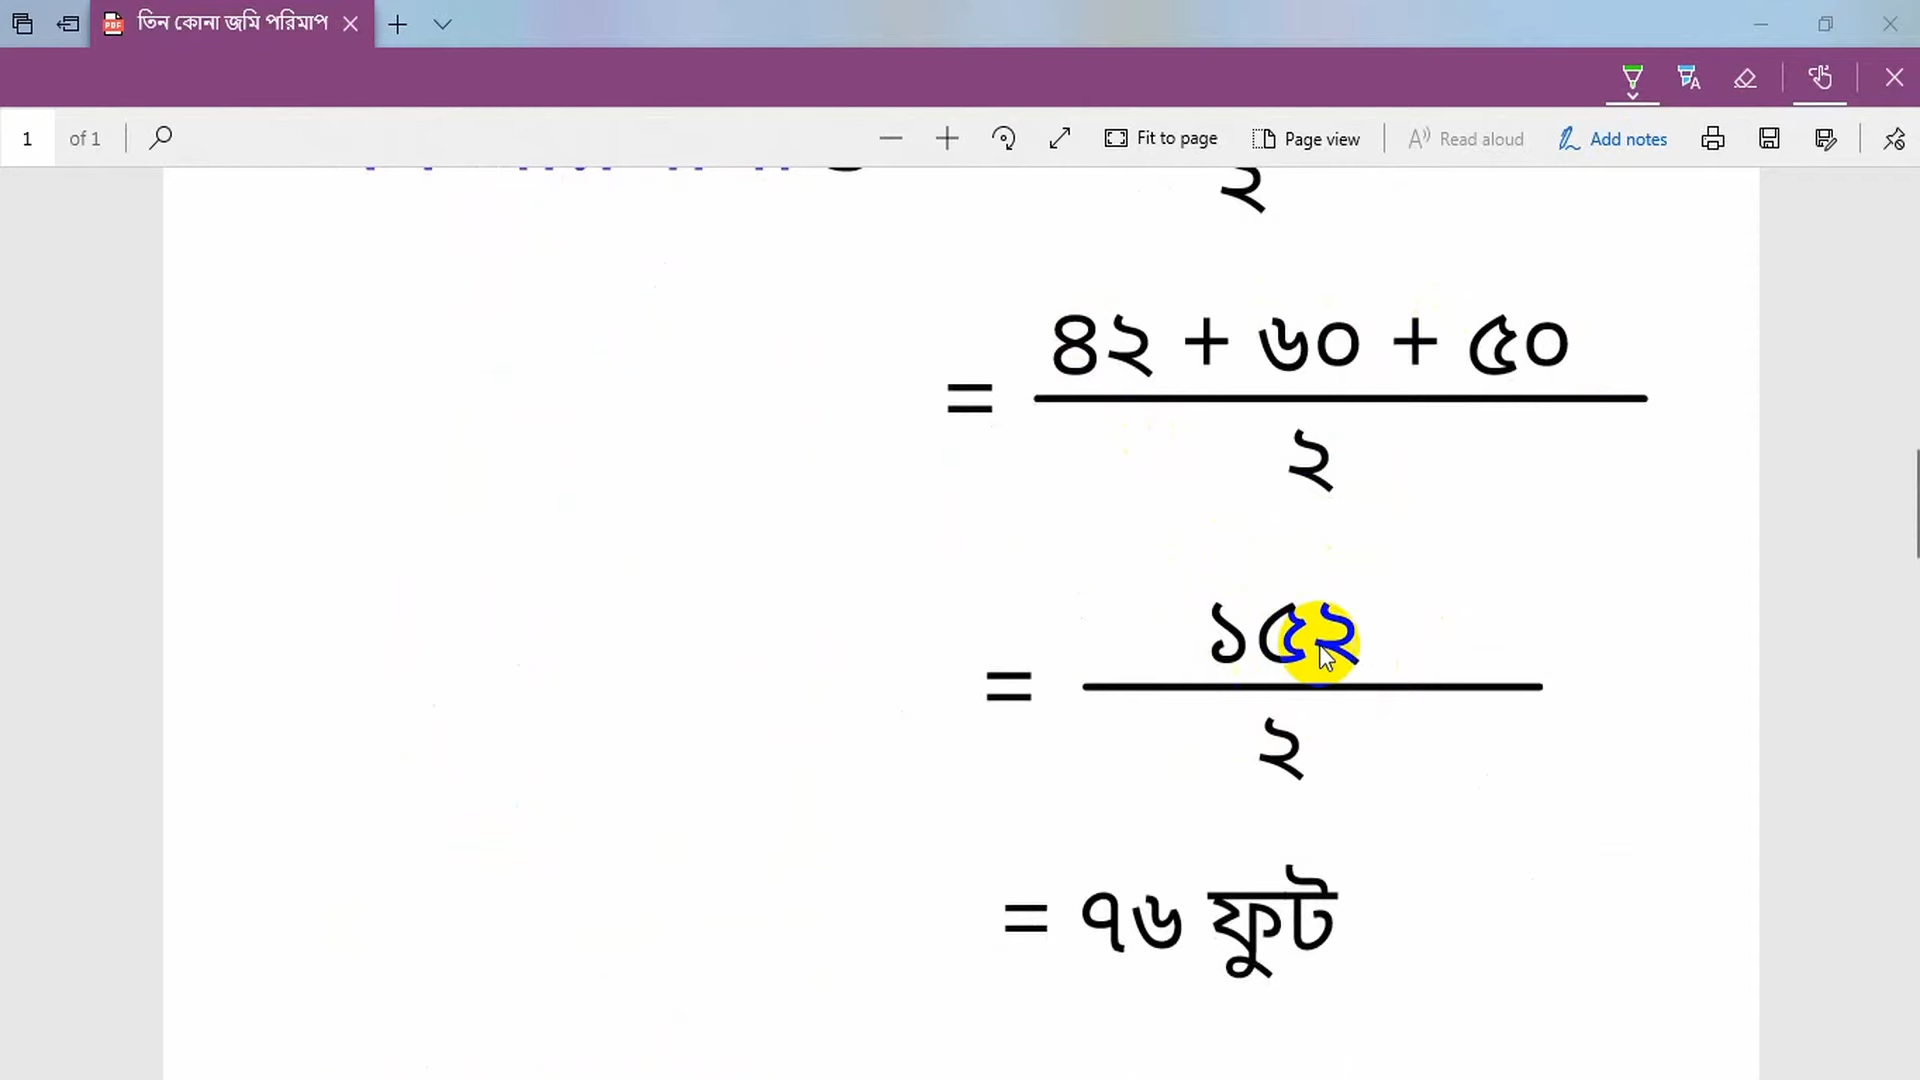 তিন কোনা জমি পরিমাপ
1 of 1
Fit to page
Page view
Read aloud
Add notes
২
৪২ + ৬০ + ৫০
=
২
১৫২
=
২
= ৭৬ ফুট